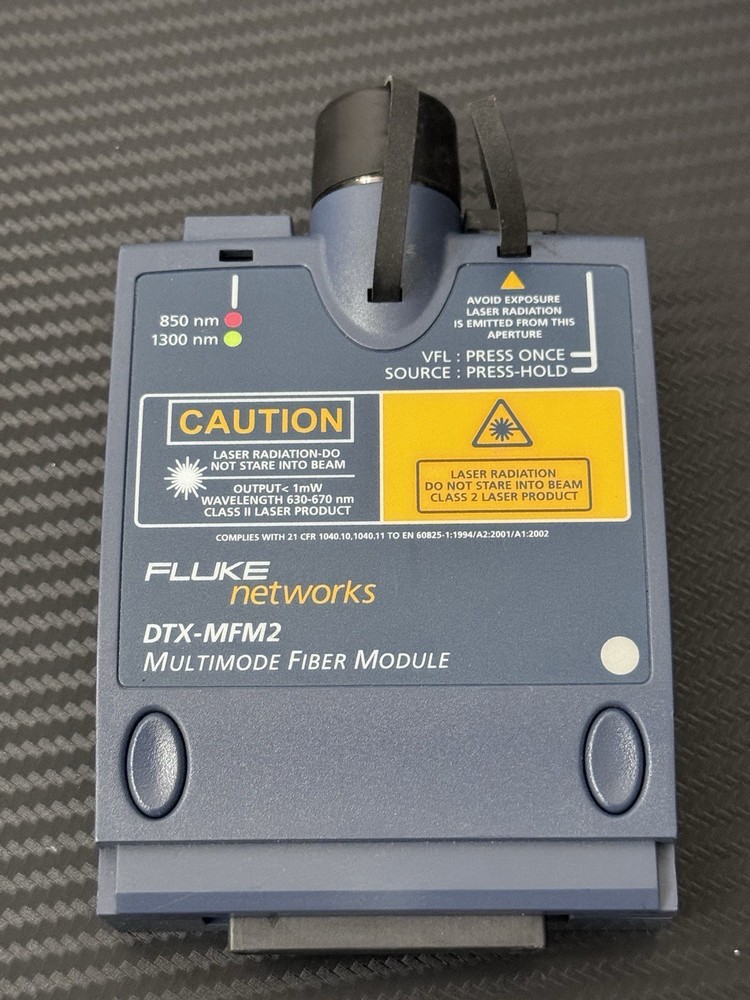 850 nm
1300 nm
AVOID EXPOSURE
LASER RADIATION
IS EMITTED FROM THIS
APERTURE
VFL : PRESS ONCE
SOURCE : PRESS-HOLD
CAUTION
LASER RADIATION-DO
NOT STARE INTO BEAM
OUTPUT< 1mW
WAVELENGTH 630-670 nm
CLASS II LASER PRODUCT
LASER RADIATION
DO NOT STARE INTO BEAM
CLASS 2 LASER PRODUCT
COMPLIES WITH 21 CFR 1040.10,1040.11 TO EN 60825-1:1994/A2:2001/A1:2002
FLUKE
networks
DTX-MFM2
MULTIMODE FIBER MODULE